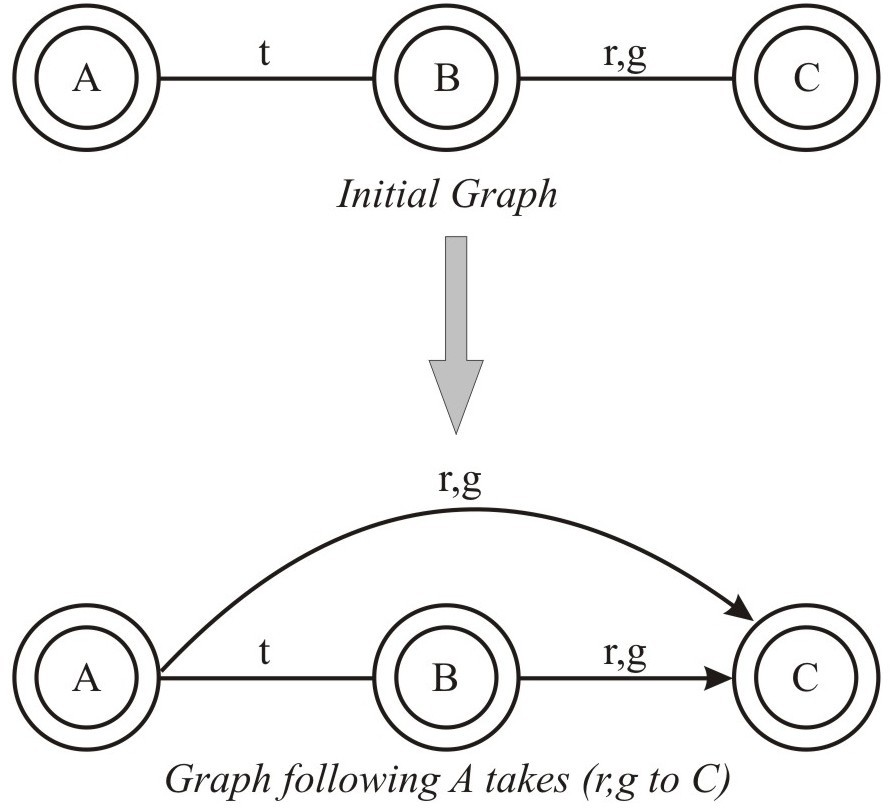 t r,g
A B C
Initial Graph
r,g
t r,g
A B C
Graph following A takes (r,g to C)